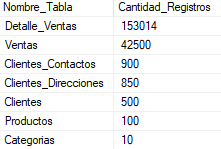 Nombre_Tabla Cantidad_Registros
Detalle_Ventas 153014
Ventas 42500
Clientes_Contactos 900
Clientes_Direcciones 850
Clientes 500
Productos 100
Categorias 10